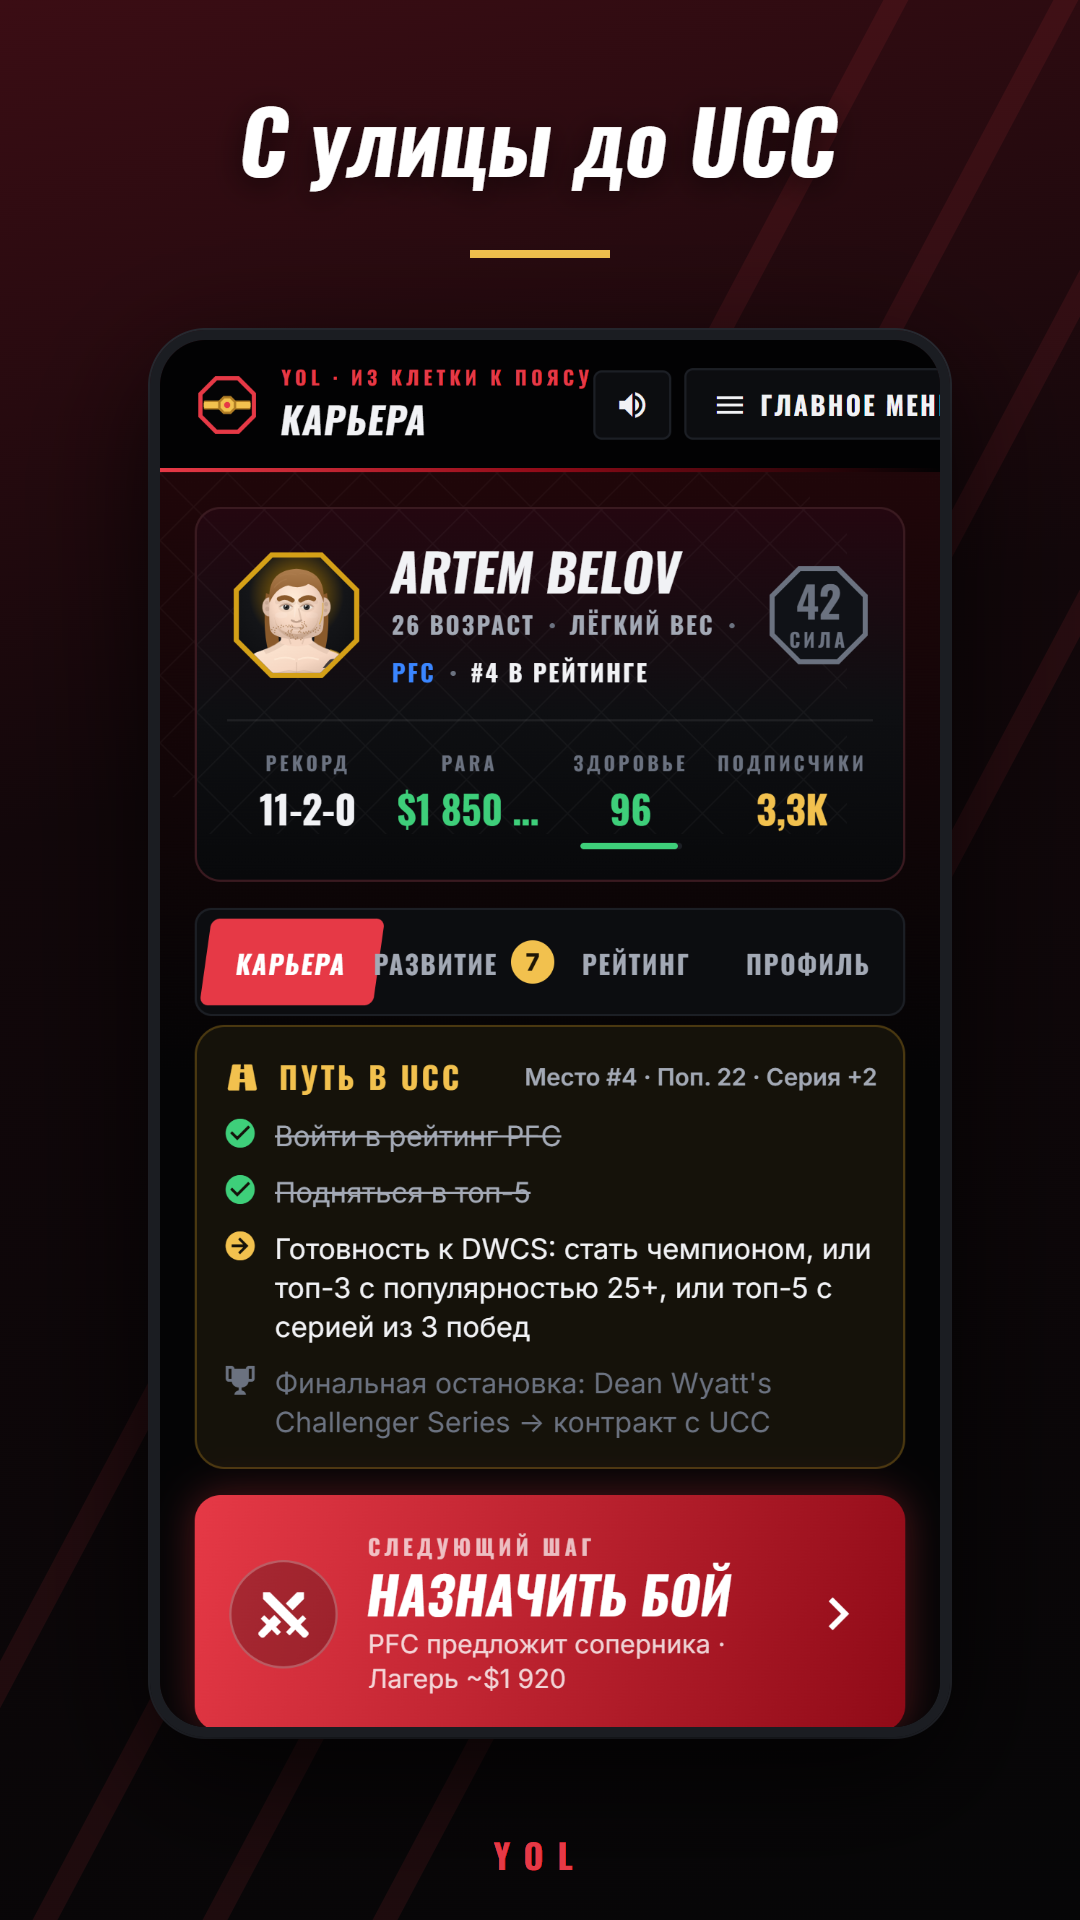 С улицы до UCC
YOL · ИЗ КЛЕТКИ К ПОЯСУ
КАРЬЕРА
ГЛАВНОЕ МЕН
ARTEM BELOV
26 ВОЗРАСТ · ЛЁГКИЙ ВЕС ·
PFC · #4 В РЕЙТИНГЕ
42
СИЛА
РЕКОРД PARA ЗДОРОВЬЕ ПОДПИСЧИКИ
11-2-0 $1 850 ... 96 3,3K
КАРЬЕРА РАЗВИТИЕ 7 РЕЙТИНГ ПРОФИЛЬ
ПУТЬ В UCC Место #4 · Поп. 22 · Серия +2
Войти в рейтинг PFC
Подняться в топ-5
Готовность к DWCS: стать чемпионом, или
топ-3 с популярностью 25+, или топ-5 с
серией из 3 побед
Финальная остановка: Dean Wyatt's
Challenger Series → контракт с UCC
СЛЕДУЮЩИЙ ШАГ
НАЗНАЧИТЬ БОЙ
PFC предложит соперника ·
Лагерь ~$1 920
YOL